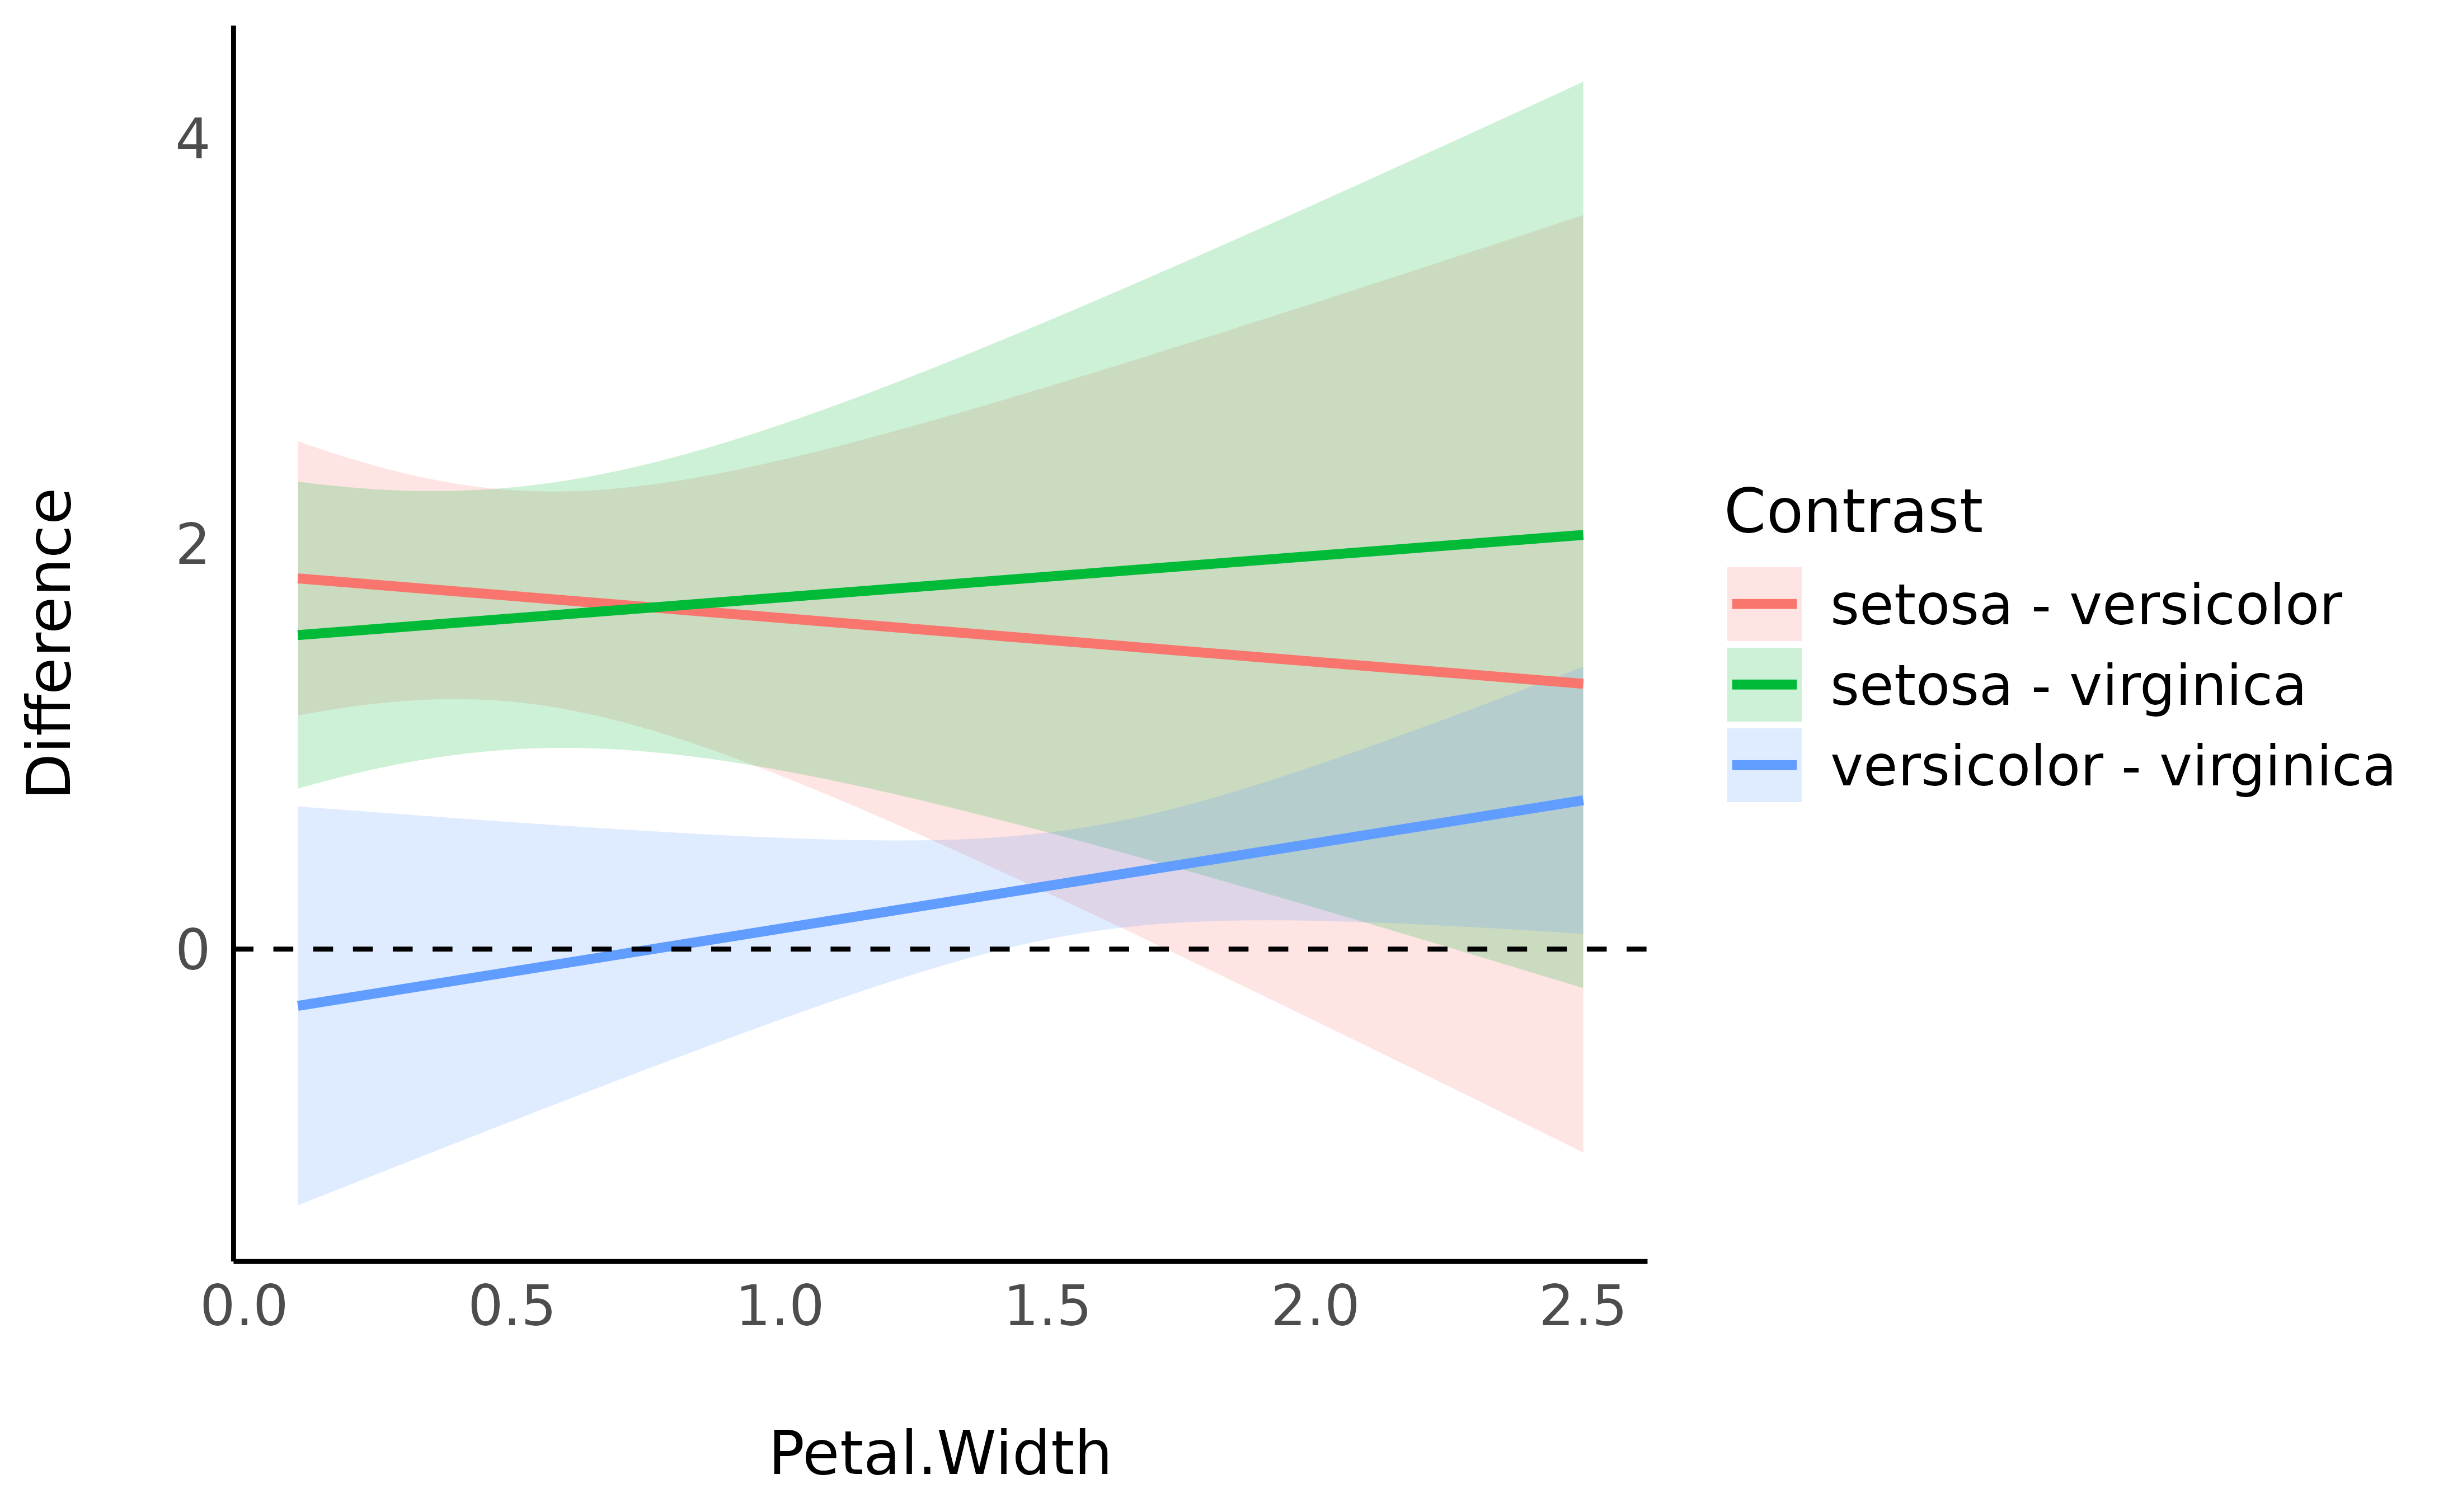 Difference
4
2
0
0.0 0.5 1.0 1.5 2.0 2.5
Petal.Width
Contrast
setosa - versicolor
setosa - virginica
versicolor - virginica